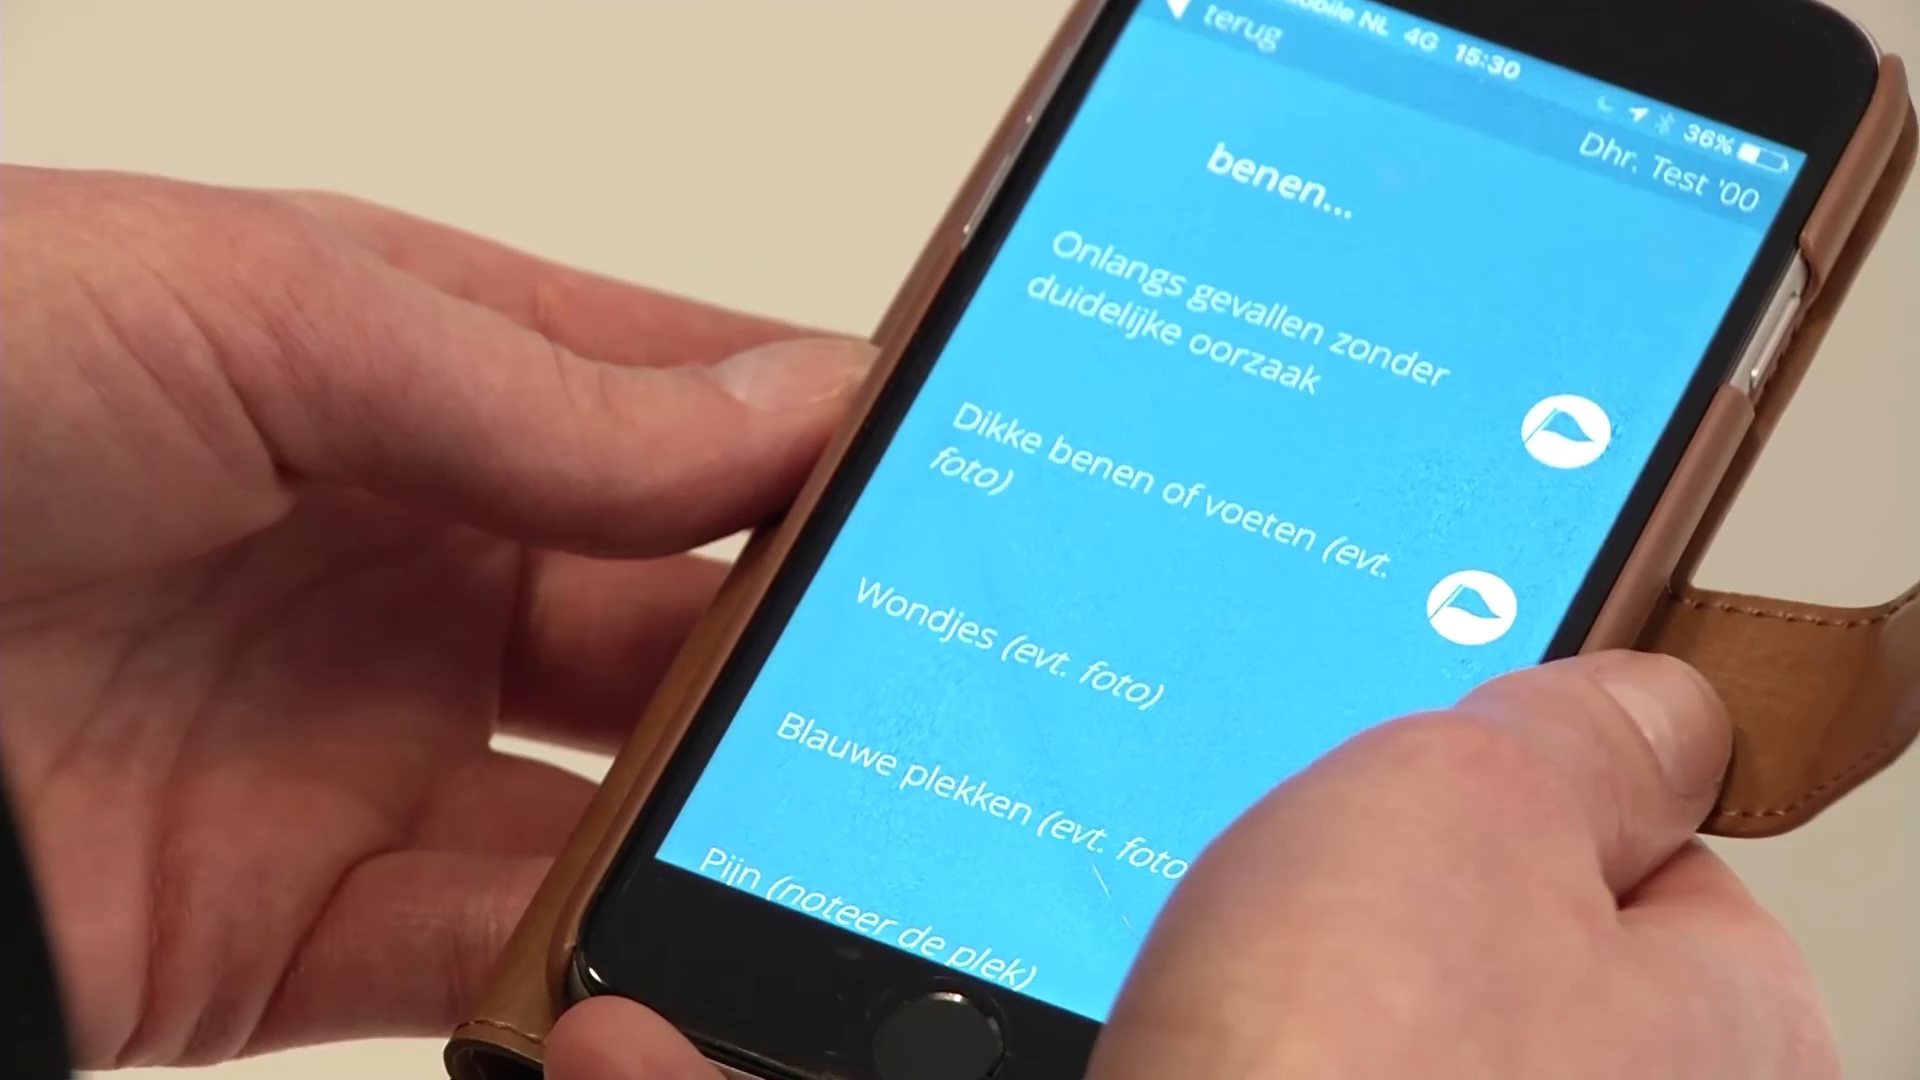 NL 4G 15:30
36%
terug
Dhr. Test '00
benen...
Onlangs gevallen zonder
duidelijke oorzaak
Dikke benen of voeten (evt.
foto)
Wondjes (evt. foto)
Blauwe plekken (evt. foto
Pijn (noteer de plek)